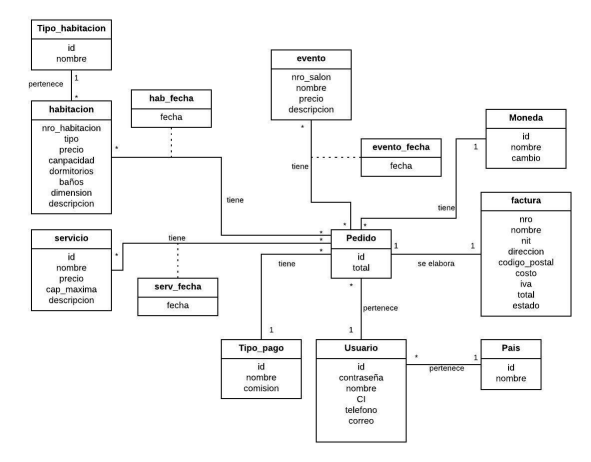 Tipo_habitacion
id
nombre
pertenece
1
*
habitacion
nro_habitacion
tipo
precio
canpacidad
dormitorios
baños
dimension
descripcion
*
hab_fecha
fecha
tiene
*
evento
nro_salon
nombre
precio
descripcion
*
tiene
*
evento_fecha
fecha
Moneda
id
nombre
cambio
1
tiene
*
servicio
id
nombre
precio
cap_maxima
descripcion
*
tiene
*
serv_fecha
fecha
Pedido
id
total
1
1
se elabora
factura
nro
nombre
nit
direccion
codigo_postal
costo
iva
total
estado
*
tiene
1
Tipo_pago
id
nombre
comision
*
pertenece
1
Usuario
id
contraseña
nombre
CI
telefono
correo
*
1
pertenece
Pais
id
nombre